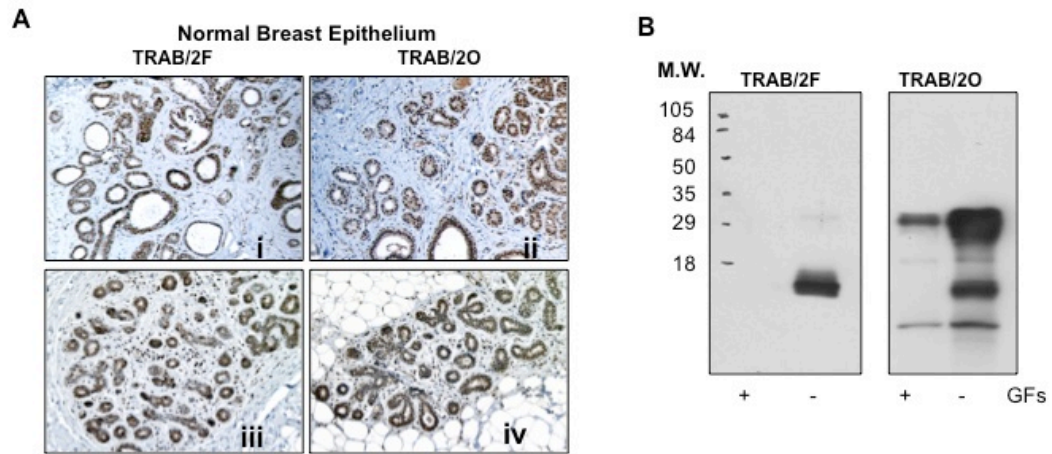 A
Normal Breast Epithelium
TRAB/2F TRAB/2O
i
ii
iii
iv
B
M.W. TRAB/2F TRAB/2O
105
84
50
35
29
18
+ - + - GFs